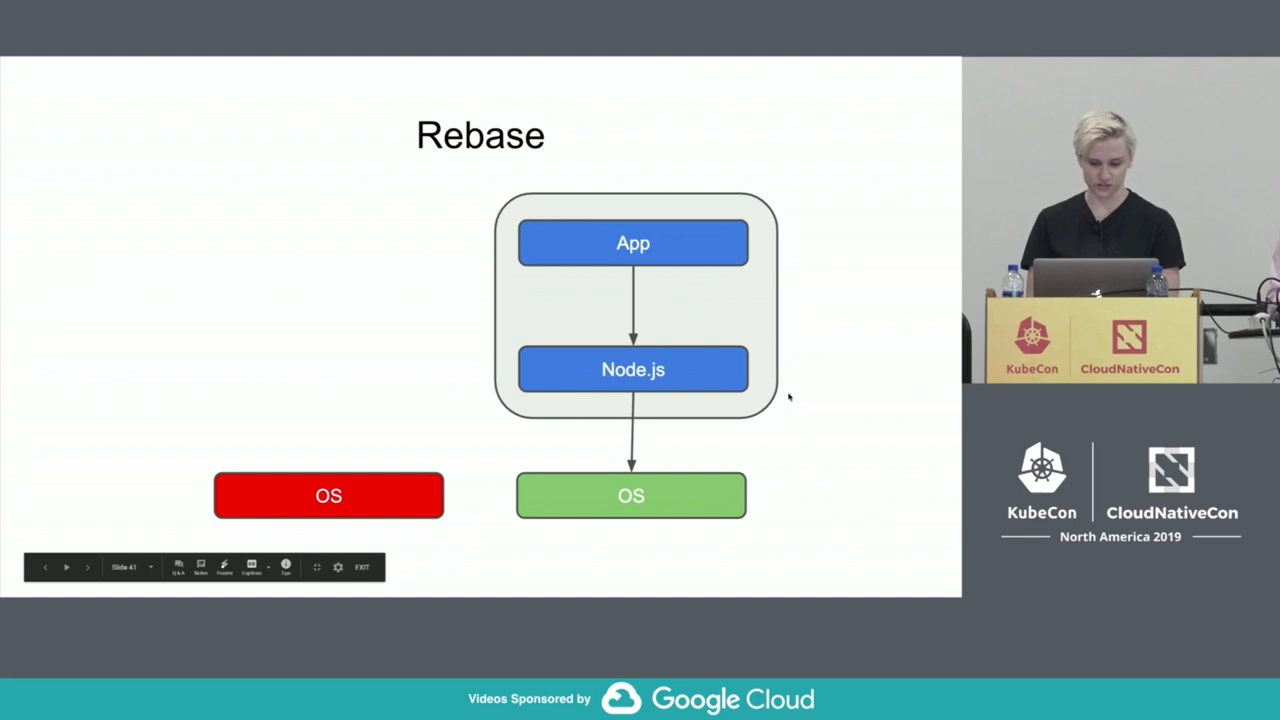 Rebase
App
Node.js
OS
OS
Slide 41
Q & A
Notes
Pointer
Captions
Tips
EXIT
KubeCon
CloudNativeCon
KubeCon
CloudNativeCon
North America 2019
Videos Sponsored by
Google Cloud